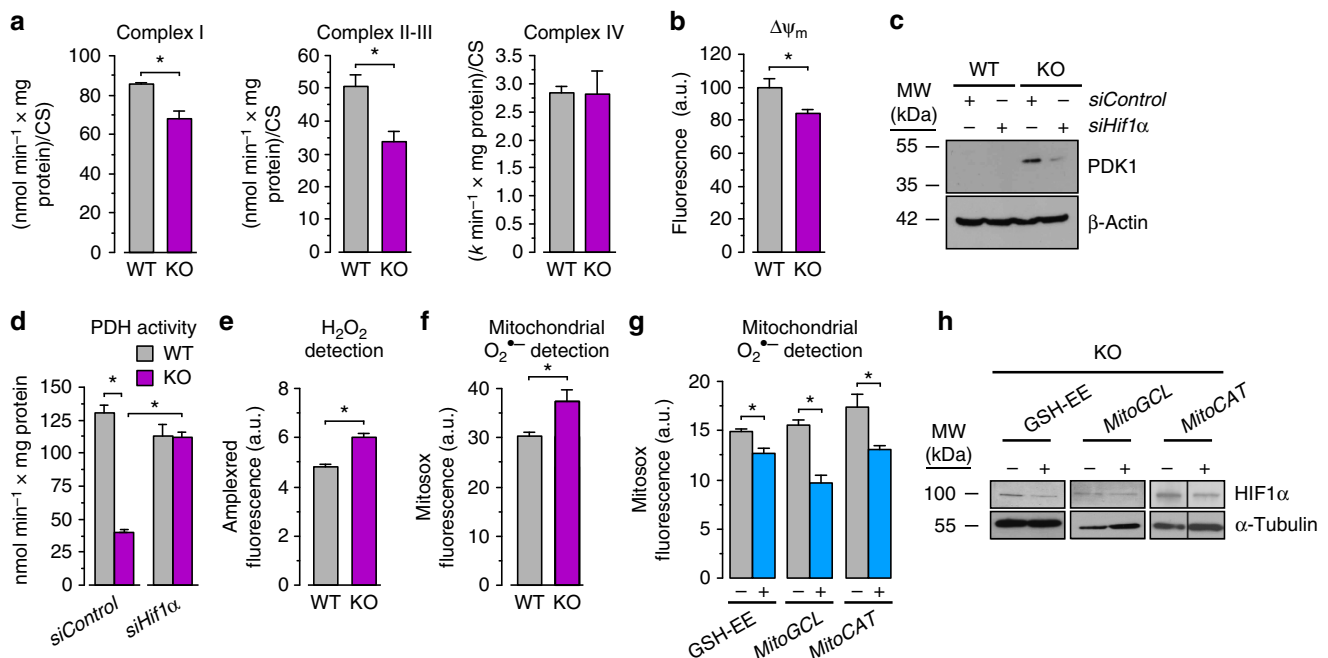 a
Complex I
(nmol min⁻¹ × mg
protein)/CS)
100
80
60
40
20
0
WT KO
*
Complex II-III
(nmol min⁻¹ × mg
protein)/CS
60
50
40
30
20
10
0
WT KO
*
Complex IV
(k min⁻¹ × mg protein)/CS
3.5
3.0
2.5
2.0
1.5
1.0
0.5
0
WT KO
b
Δψm
Fluorescnce (a.u.)
120
100
80
60
40
20
0
WT KO
*
c
WT KO
MW
(kDa)
+ – + – siControl
– + – + siHif1α
55
35
PDK1
42
β-Actin
d
PDH activity
WT
KO
nmol min⁻¹ × mg protein
150
125
100
75
50
25
0
* *
siControl siHif1α
e
H₂O₂
detection
Amplexred
fluorescence (a.u.)
8
6
4
2
0
WT KO
*
f
Mitochondrial
O₂•– detection
Mitosox
fluorescence (a.u.)
40
30
20
10
0
WT KO
*
g
Mitochondrial
O₂•– detection
Mitosox
fluorescence (a.u.)
20
15
10
15
0
* * *
– + – + – +
GSH-EE MitoGCL MitoCAT
h
KO
GSH-EE MitoGCL MitoCAT
MW
(kDa)
– + – + – +
100
HIF1α
55
α-Tubulin